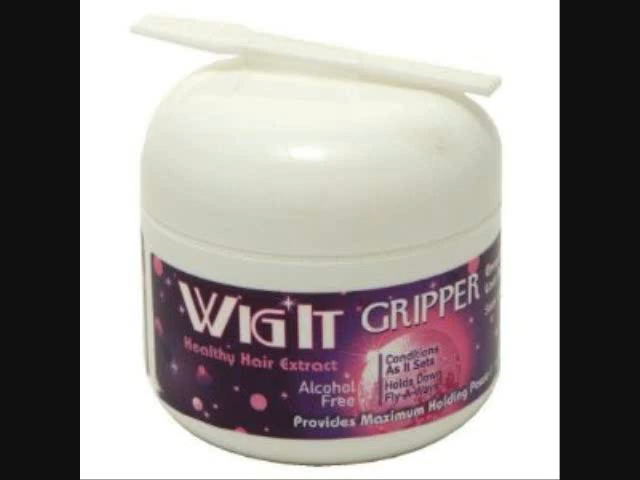 WIG IT GRIPPER
Healthy Hair Extract
Alcohol
Free
Conditions
As It Sets
Holds Down
Fly-A-Ways
Provides Maximum Holding Power